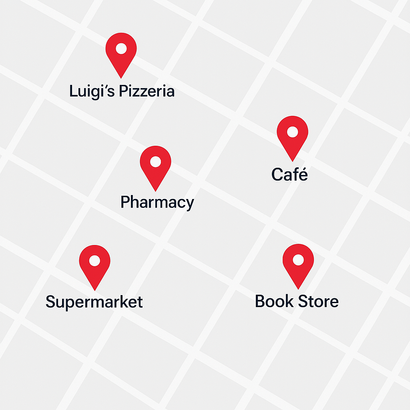 Luigi’s Pizzeria
Café
Pharmacy
Supermarket
Book Store